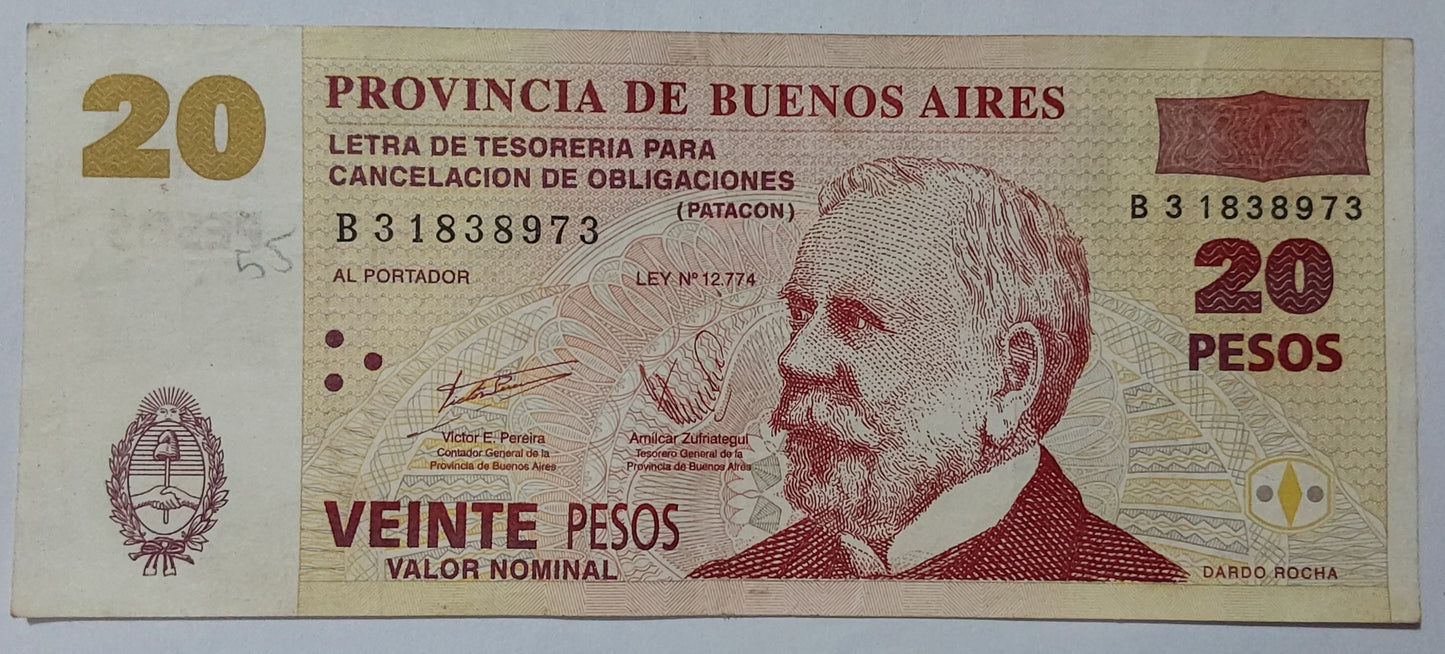 20
PROVINCIA DE BUENOS AIRES
LETRA DE TESORERIA PARA
CANCELACION DE OBLIGACIONES
(PATACON)
B 31838973
B 31838973
55
AL PORTADOR
LEY Nº 12.774
20
PESOS
Víctor E. Pereira
Contador General de la
Provincia de Buenos Aires
Amílcar Zufriategui
Tesorero General de la
Provincia de Buenos Aires
VEINTE PESOS
VALOR NOMINAL
DARDO ROCHA